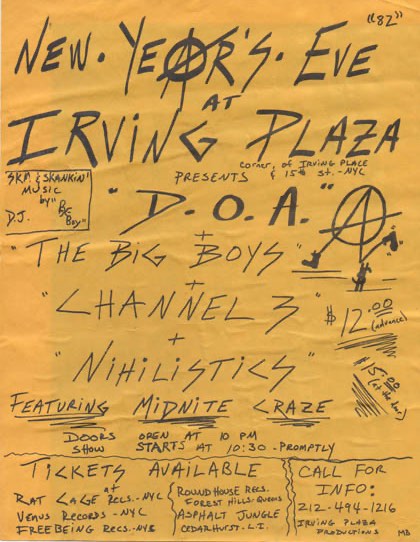 "82"
NEW. YEAR'S. EVE
AT
IRVING PLAZA
corner, of IRVING PLACE
& 15th st. - NYC
PRESENTS
SKA & SKANKIN'
MUSIC
by"
D.J. BIG
Boy"
"D.O.A."
+
"THE BIG BOYS"
+
"CHANNEL 3"
+
"NIHILISTICS"
$12.00
(advance)
$15.00
(at the door)
FEATURING MIDNITE CRAZE
DOORS OPEN AT 10 PM
SHOW STARTS AT 10:30 - PROMPTLY
TICKETS AVAILABLE
at
RAT CAGE RECS.-NYC
VENUS RECORDS - NYC
FREEBEING RECS.-NYC
ROUNDHOUSE RECS.
FOREST HILLS-QUEENS
ASPHALT JUNGLE
CEDARHURST-L.I.
CALL FOR
INFO:
212-494-1216
IRVING PLAZA
PRODUCTIONS
MB